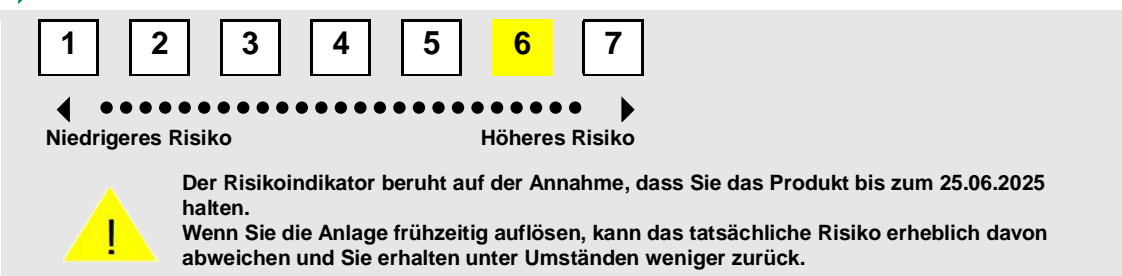 1 2 3 4 5 6 7
Niedrigeres Risiko Höheres Risiko
Der Risikoindikator beruht auf der Annahme, dass Sie das Produkt bis zum 25.06.2025
halten.
!
Wenn Sie die Anlage frühzeitig auflösen, kann das tatsächliche Risiko erheblich davon
abweichen und Sie erhalten unter Umständen weniger zurück.